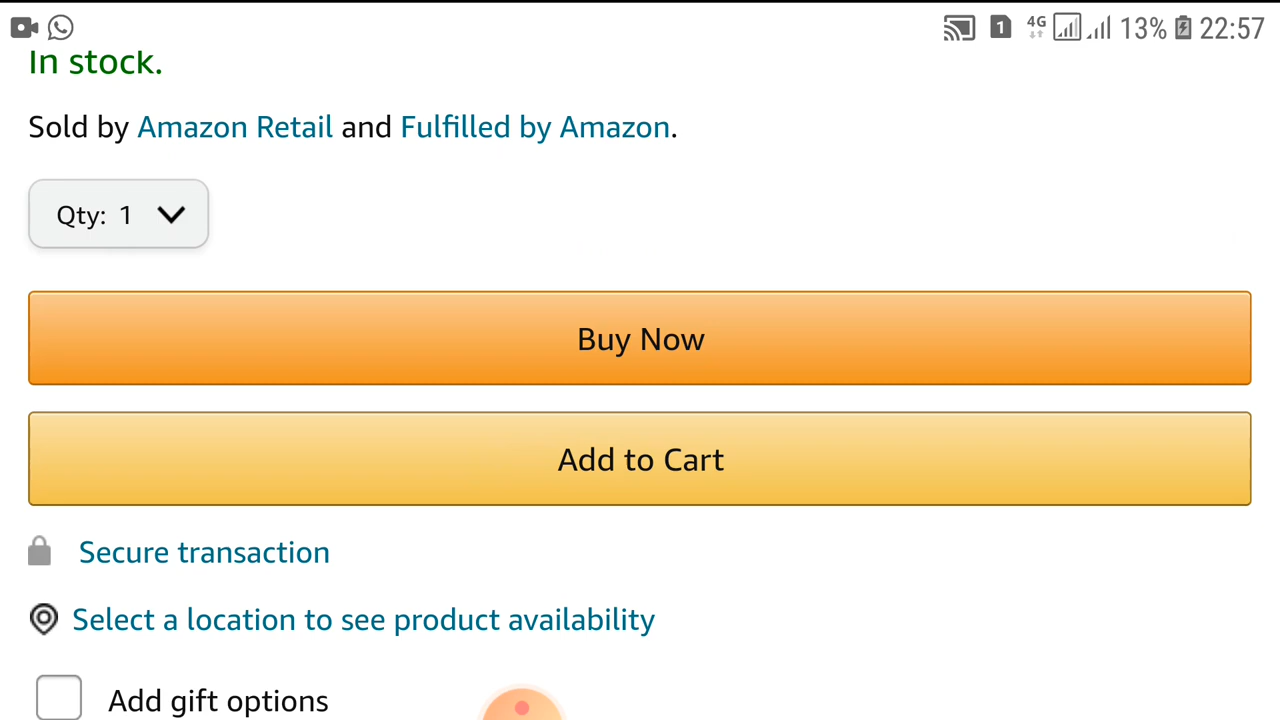 1 4G 13% 22:57
In stock.
Sold by Amazon Retail and Fulfilled by Amazon.
Qty: 1
Buy Now
Add to Cart
Secure transaction
Select a location to see product availability
Add gift options